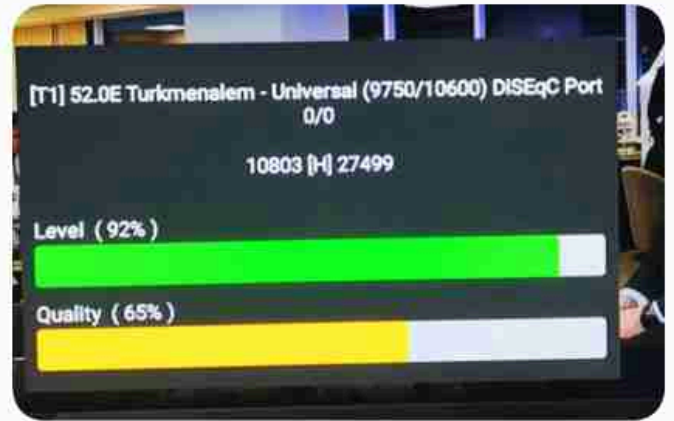 [T1] 52.0E Turkmenalem - Universal (9750/10600) DISEqC Port
0/0
10803 [H] 27499
Level ( 92% )
Quality ( 65% )